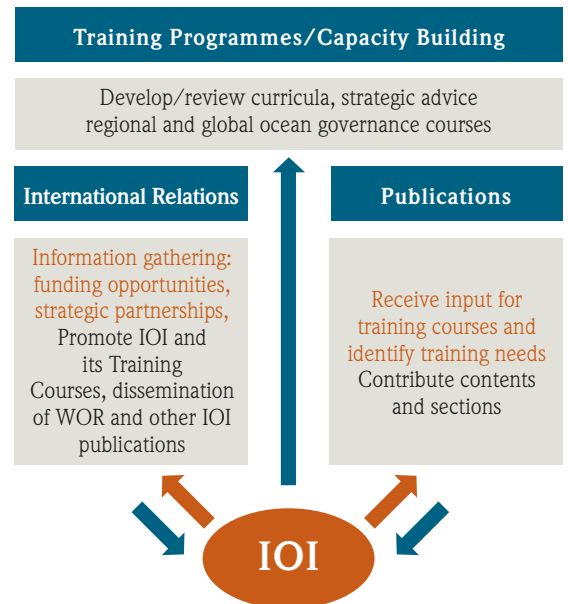 Training Programmes/Capacity Building
Develop/review curricula, strategic advice
regional and global ocean governance courses
International Relations
Information gathering:
funding opportunities,
strategic partnerships,
Promote IOI and
its Training
Courses, dissemination
of WOR and other IOI
publications
Publications
Receive input for
training courses and
identify training needs
Contribute contents
and sections
IOI